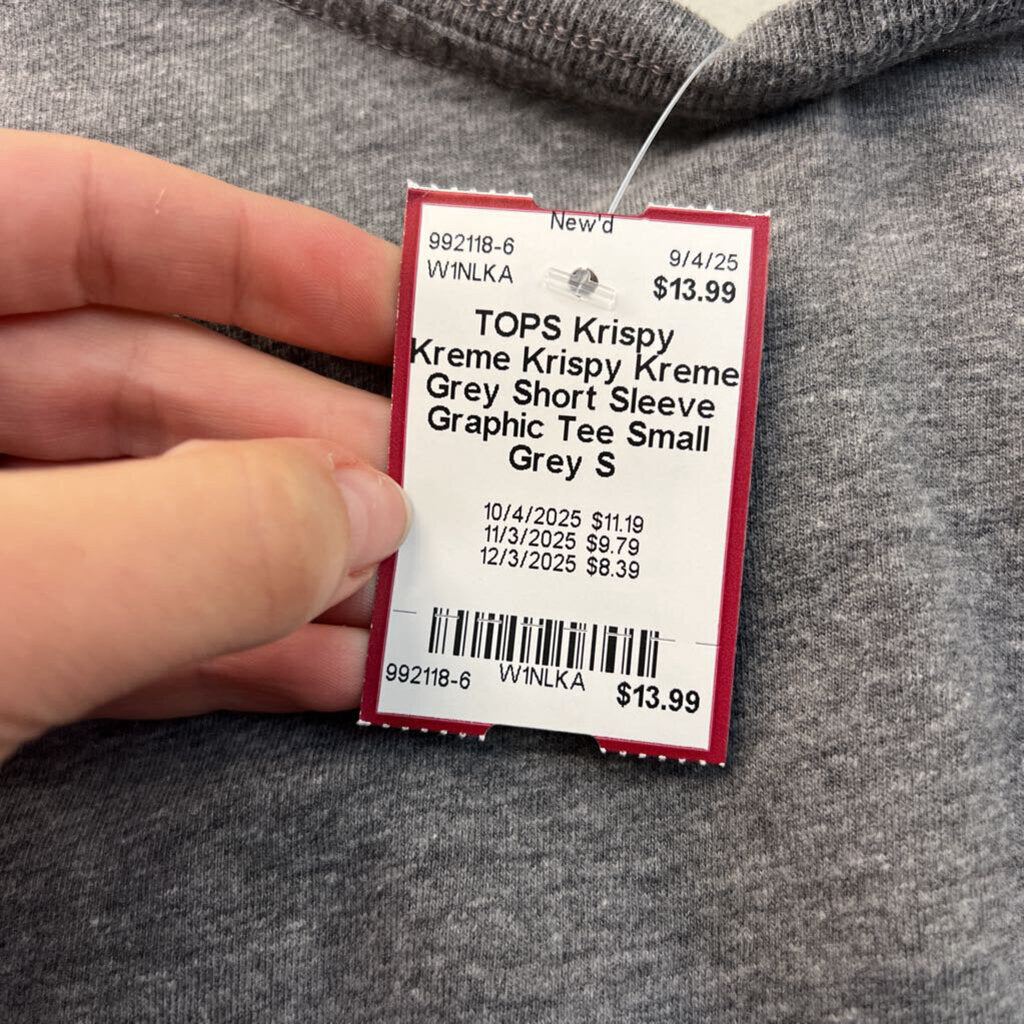 New'd
992118-6 9/4/25
W1NLKA $13.99
TOPS Krispy
Kreme Krispy Kreme
Grey Short Sleeve
Graphic Tee Small
Grey S
10/4/2025 $11.19
11/3/2025 $9.79
12/3/2025 $8.39
992118-6 W1NLKA $13.99